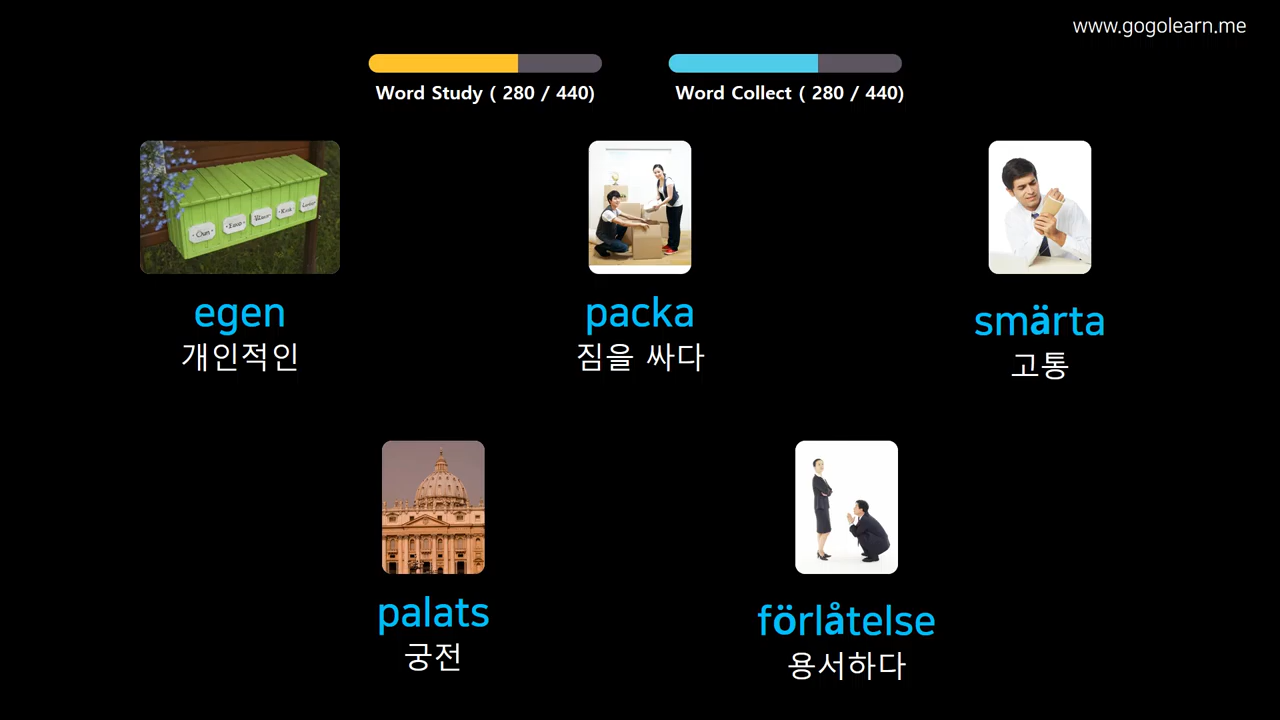 www.gogolearn.me
Word Study ( 280 / 440)
Word Collect ( 280 / 440)
egen
개인적인
packa
짐을 싸다
smärta
고통
palats
궁전
förlåtelse
용서하다